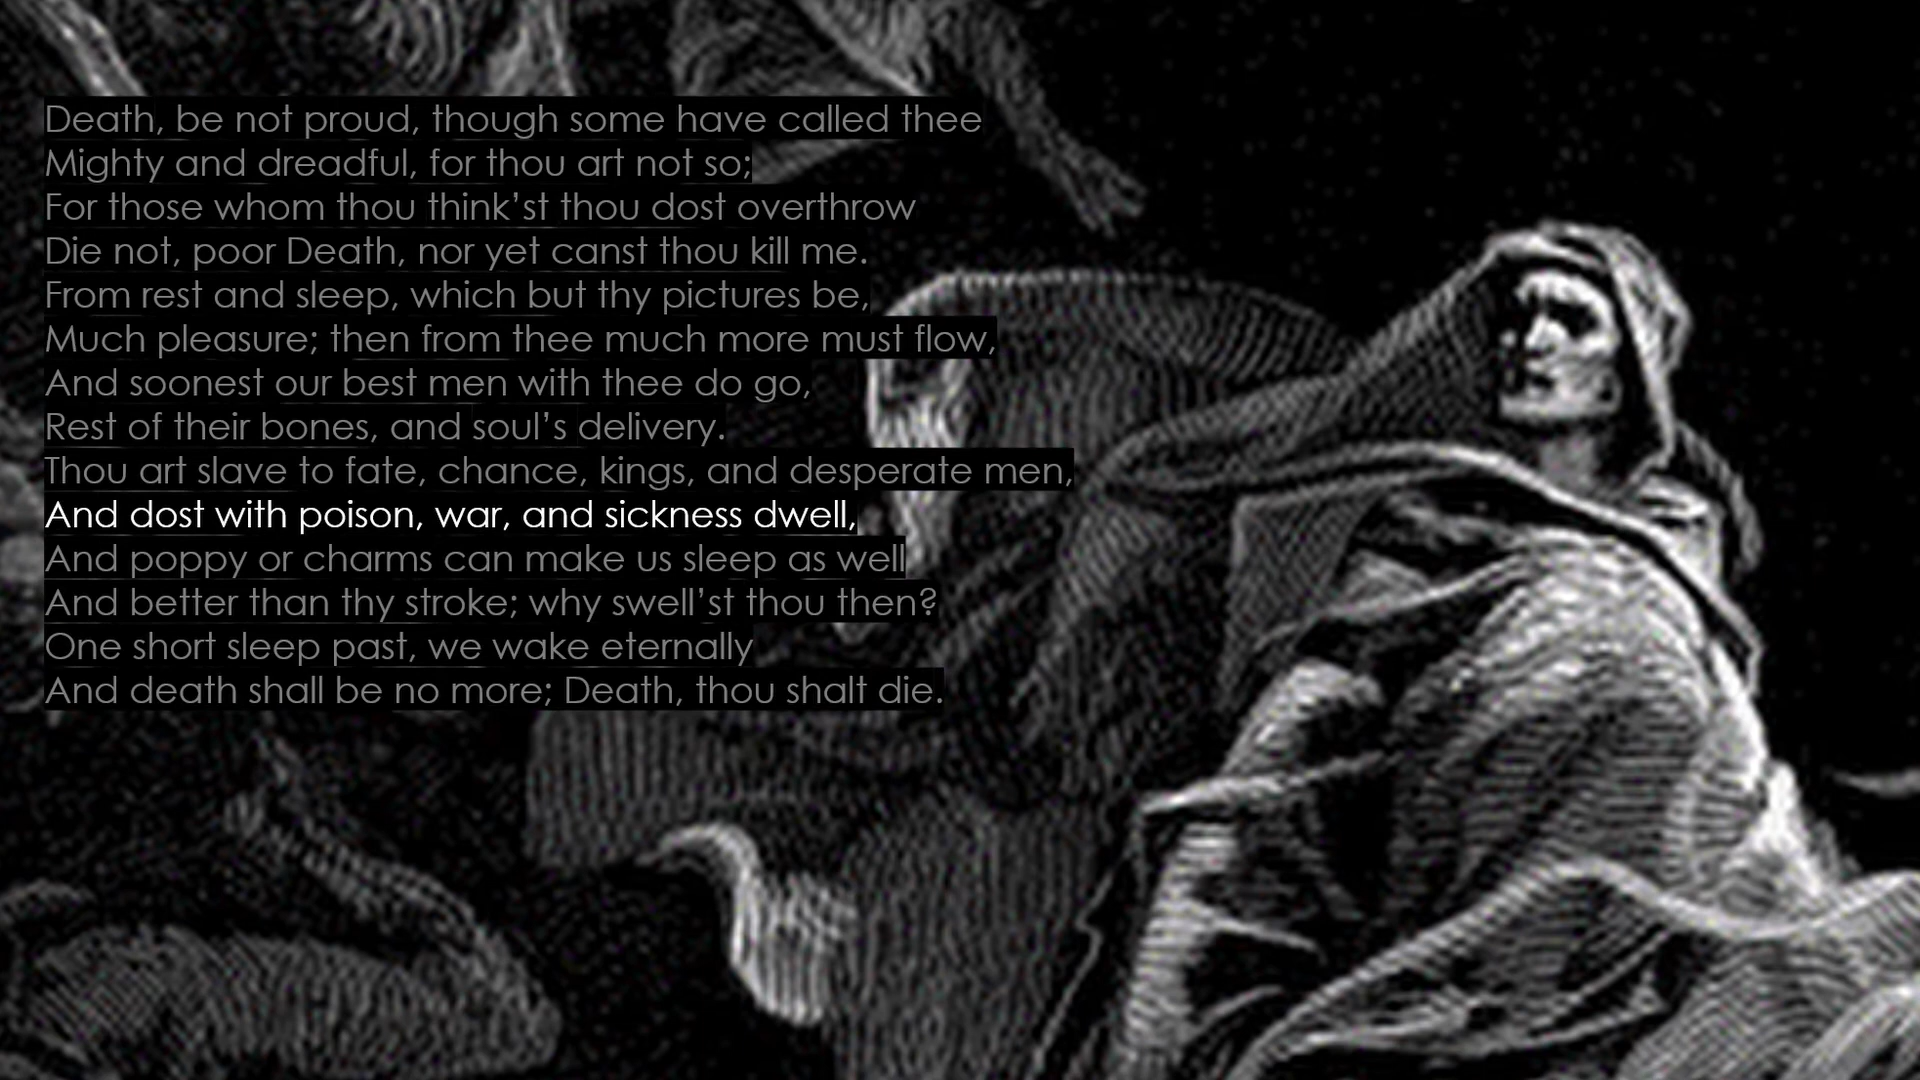 Death, be not proud, though some have called thee
Mighty and dreadful, for thou art not so;
For those whom thou think’st thou dost overthrow
Die not, poor Death, nor yet canst thou kill me.
From rest and sleep, which but thy pictures be,
Much pleasure; then from thee much more must flow,
And soonest our best men with thee do go,
Rest of their bones, and soul’s delivery.
Thou art slave to fate, chance, kings, and desperate men,
And dost with poison, war, and sickness dwell,
And poppy or charms can make us sleep as well
And better than thy stroke; why swell’st thou then?
One short sleep past, we wake eternally
And death shall be no more; Death, thou shalt die.